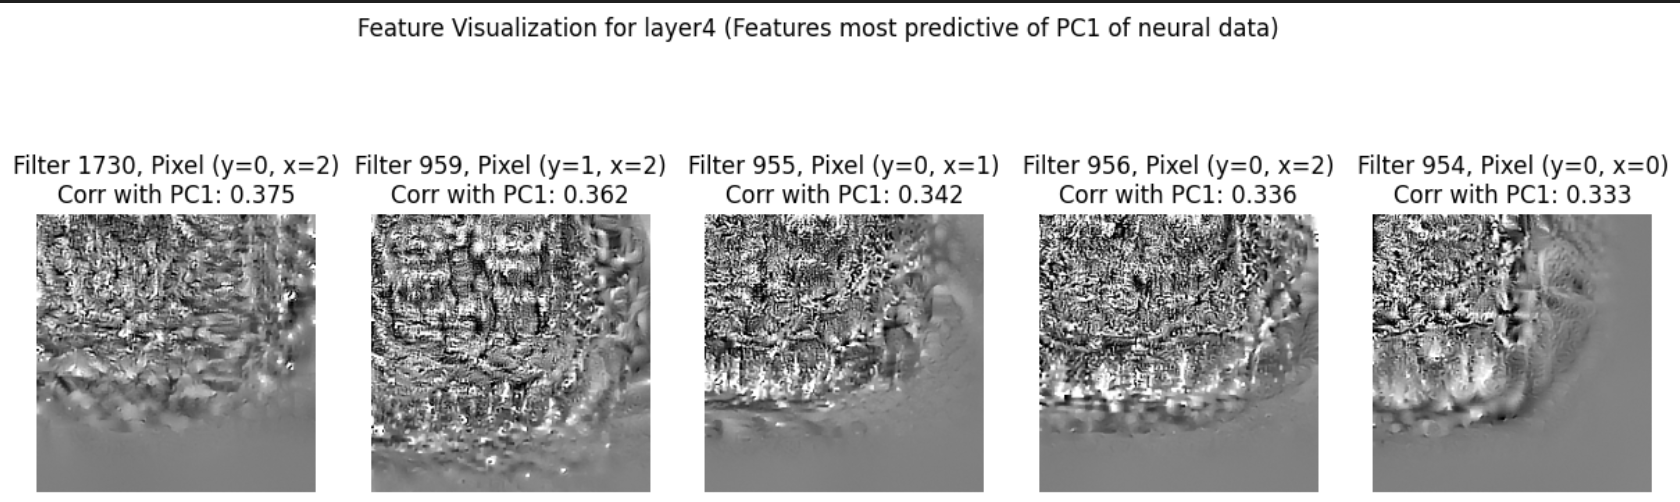 Feature Visualization for layer4 (Features most predictive of PC1 of neural data)
Filter 1730, Pixel (y=0, x=2)
Corr with PC1: 0.375
Filter 959, Pixel (y=1, x=2)
Corr with PC1: 0.362
Filter 955, Pixel (y=0, x=1)
Corr with PC1: 0.342
Filter 956, Pixel (y=0, x=2)
Corr with PC1: 0.336
Filter 954, Pixel (y=0, x=0)
Corr with PC1: 0.333